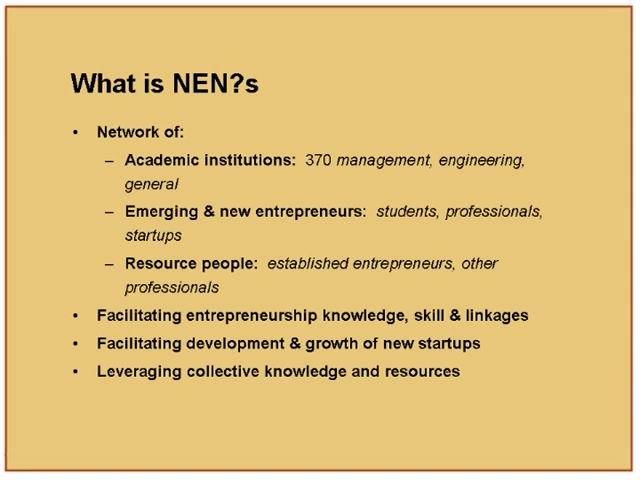 What is NEN?s
• Network of:
– Academic institutions: 370 management, engineering,
general
– Emerging & new entrepreneurs: students, professionals,
startups
– Resource people: established entrepreneurs, other
professionals
• Facilitating entrepreneurship knowledge, skill & linkages
• Facilitating development & growth of new startups
• Leveraging collective knowledge and resources